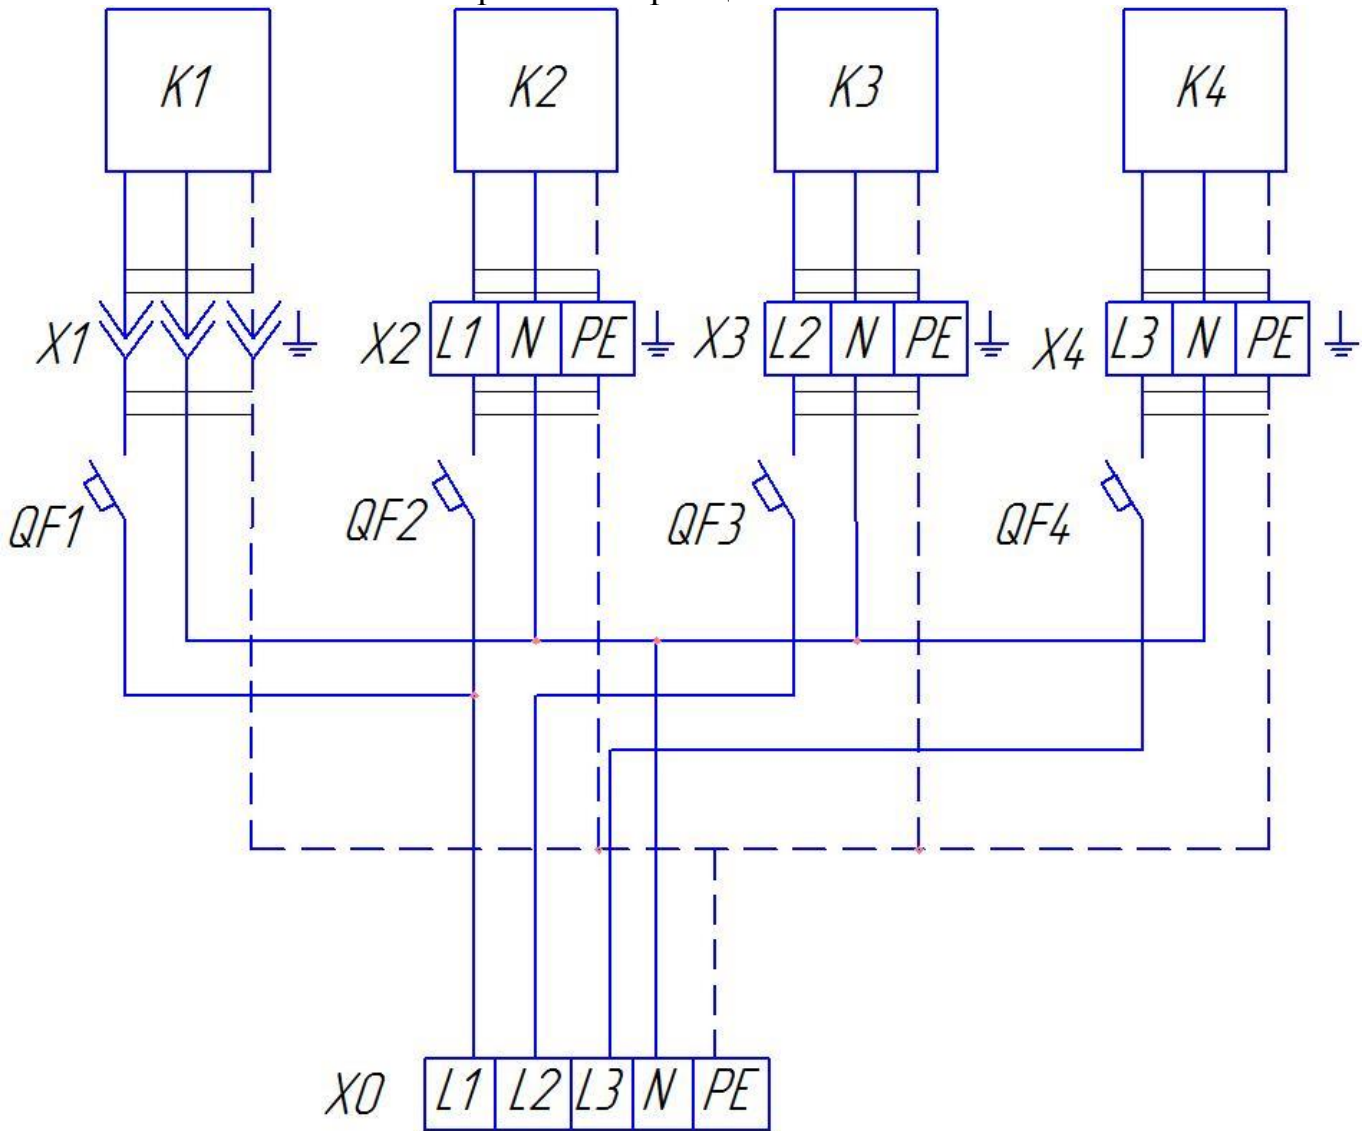 K1 K2 K3 K4
X1 X2 L1 N PE X3 L2 N PE X4 L3 N PE
QF1 QF2 QF3 QF4
X0 L1 L2 L3 N PE